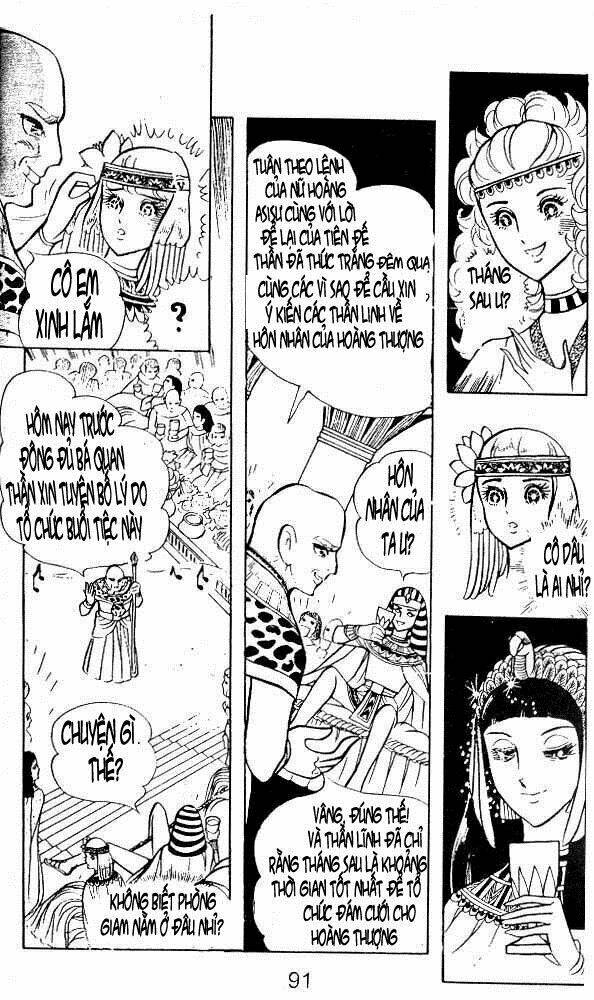 CÔ EM
XINH LẮM
?
HÔM NAY TRƯỚC
ĐÔNG ĐỦ BÁ QUAN
THẦN XIN TUYÊN BỐ LÝ DO
TỔ CHỨC BUỔI TIỆC NÀY
CHUYỆN GÌ
THẾ?
KHÔNG BIẾT PHÒNG
GIAM NẰM Ở ĐÂU NHỈ?
TUÂN THEO LỆNH
CỦA NỮ HOÀNG
ASISƯ CÙNG VỚI LỜI
ĐỂ LẠI CỦA TIÊN ĐẾ
THẦN ĐÃ THỨC TRẮNG ĐÊM QUA
CÙNG CÁC VÌ SAO ĐỂ CẦU XIN
Ý KIẾN CÁC THẦN LINH VỀ
HÔN NHÂN CỦA HOÀNG THƯỢNG
HÔN
NHÂN CỦA
TA Ư?
VÂNG, ĐÚNG THẾ!
VÀ THẦN LĨNH ĐÃ CHỈ
RẰNG THÁNG SAU LÀ KHOẢNG
THỜI GIAN TỐT NHẤT ĐỂ TỔ
CHỨC ĐÁM CƯỚI CHO
HOÀNG THƯỢNG
THÁNG
SAU Ư?
CÔ DÂU
LÀ AI NHỈ?
91